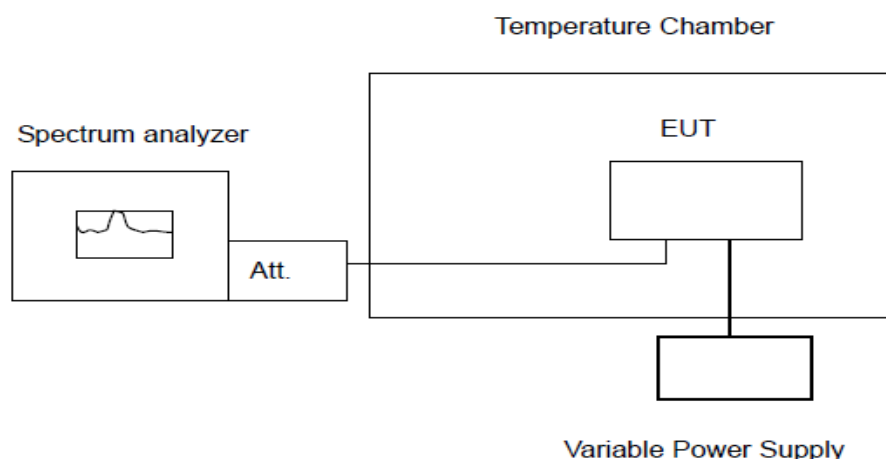 Temperature Chamber
Spectrum analyzer
EUT
Att.
Variable Power Supply